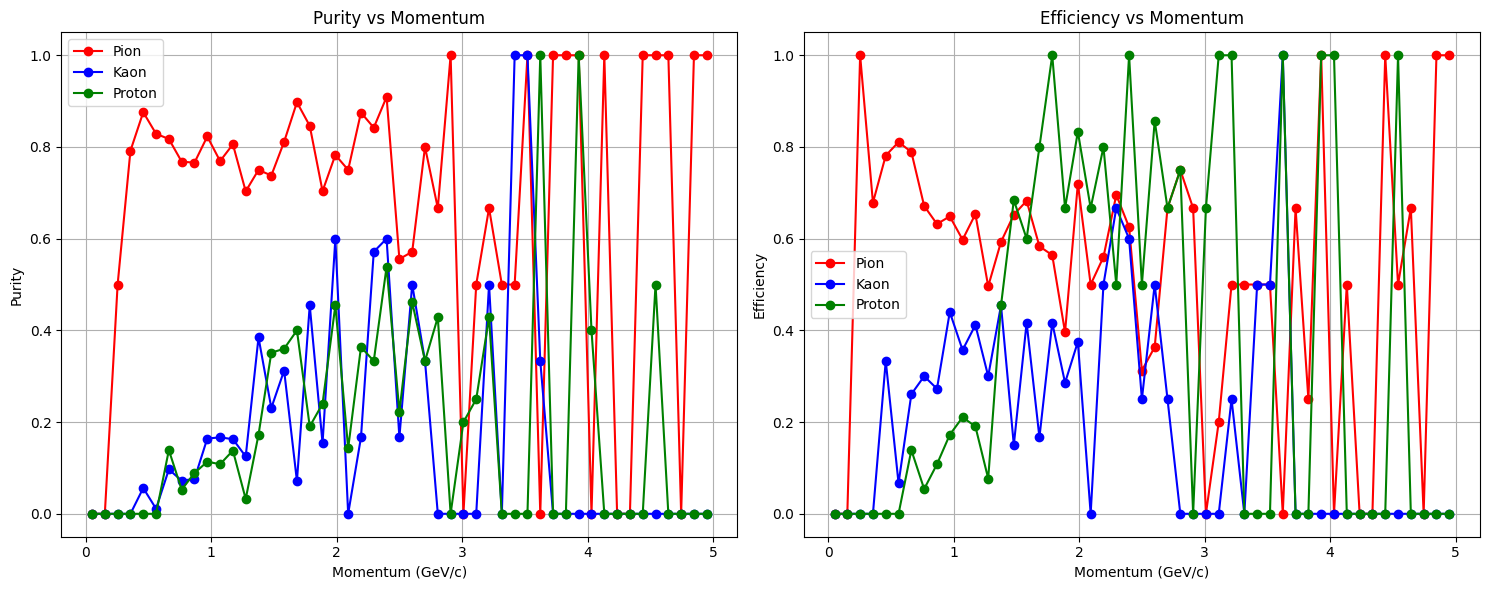 Purity vs Momentum
Pion
Kaon
Proton
1.0
0.8
0.6
0.4
0.2
0.0
Purity
0
1
2
3
4
5
Momentum (GeV/c)
Efficiency vs Momentum
1.0
0.8
0.6
0.4
0.2
0.0
Efficiency
Pion
Kaon
Proton
0
1
2
3
4
5
Momentum (GeV/c)